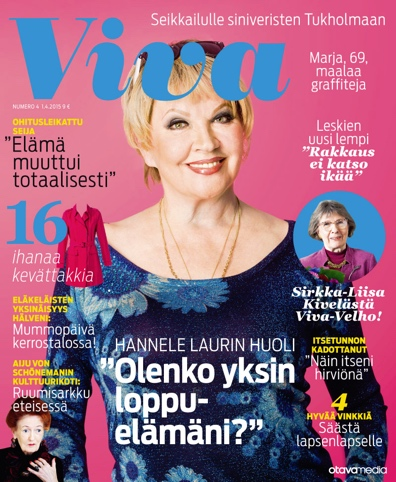 Seikkailulle siniveristen Tukholmaan
Viva
NUMERO 4 1.4.2015 9 €
Marja, 69,
maalaa
graffiteja
OHITUSLEIKATTU
SEIJA
”Elämä
muuttui
totaalisesti”
Leskien
uusi lempi
”Rakkaus
ei katso
ikää”
16
ihanaa
kevättakkia
Sirkka-Liisa
Kivelästä
Viva-Velho!
ELÄKELÄISTEN
YKSINÄISYYS
HÄLVENI:
Mummopäivä
kerrostalossa!
HANNELE LAURIN HUOLI
”Olenko yksin
loppu-
elämäni?”
ITSETUNNON
KADOTTANUT
”Näin itseni
hirviönä”
AIJU VON
SCHÖNEMANIN
KULTTUURIKOTI:
Ruumisarkku
eteisessä
4
HYVÄÄ VINKKIÄ
Säästä
lapsenlapselle
otavamedia